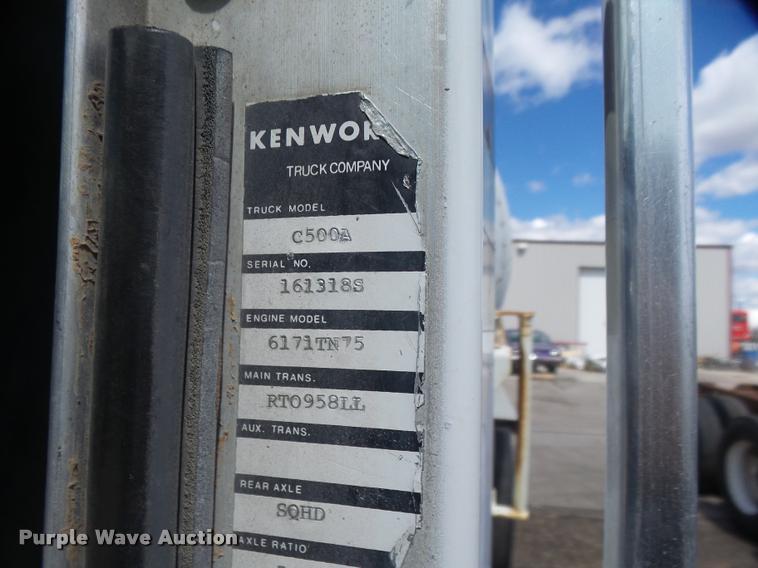 KENWOR
TRUCK COMPANY
TRUCK MODEL
C500A
SERIAL NO.
161318S
ENGINE MODEL
6171TN75
MAIN TRANS.
RTO958LL
AUX. TRANS.
REAR AXLE
SQHD
AXLE RATIO
Purple Wave Auction